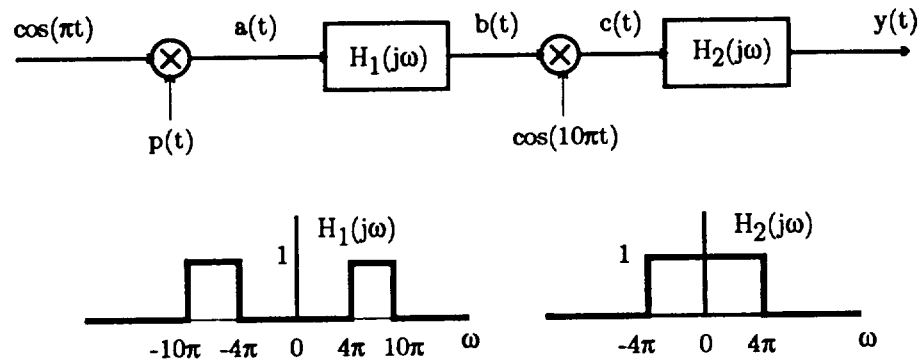 cos(πt)
a(t)
H₁(jω)
b(t)
c(t)
H₂(jω)
y(t)
p(t)
cos(10πt)
H₁(jω)
1
-10π -4π 0 4π 10π ω
H₂(jω)
1
-4π 0 4π ω